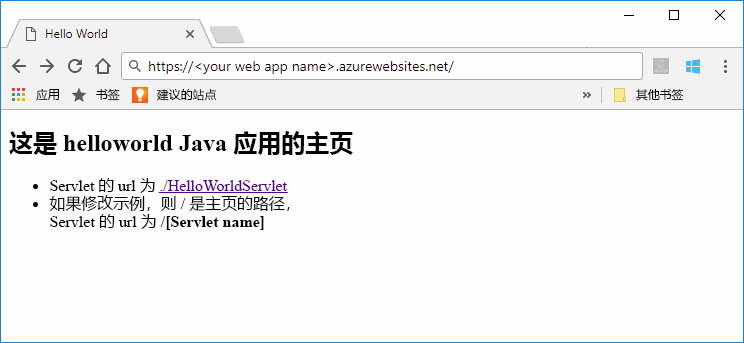 Hello World
https://<your web app name>.azurewebsites.net/
应用 书签 建议的站点 » 其他书签
这是 helloworld Java 应用的主页
• Servlet 的 url 为 ./HelloWorldServlet
• 如果修改示例，则 / 是主页的路径，
Servlet 的 url 为 /[Servlet name]